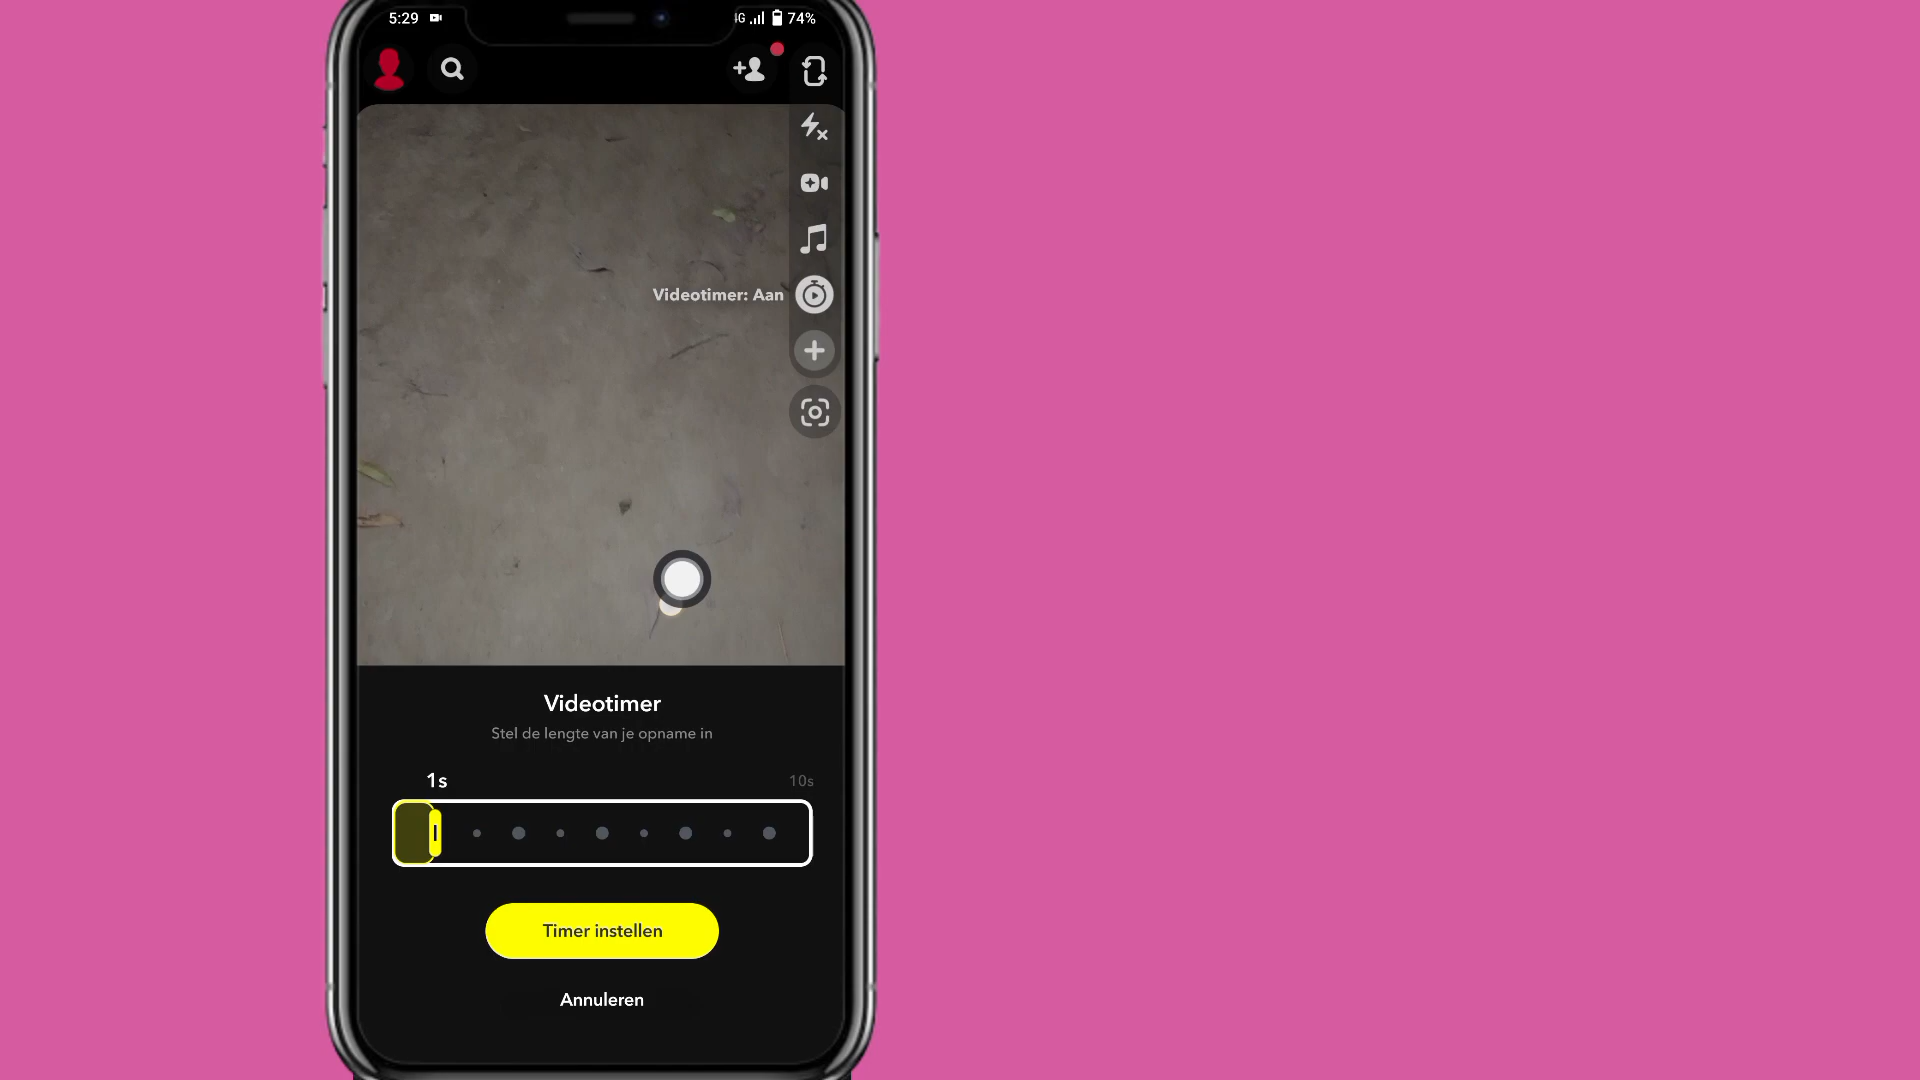 5:29
74%
Videotimer: Aan
Videotimer
Stel de lengte van je opname in
1s
10s
Timer instellen
Annuleren